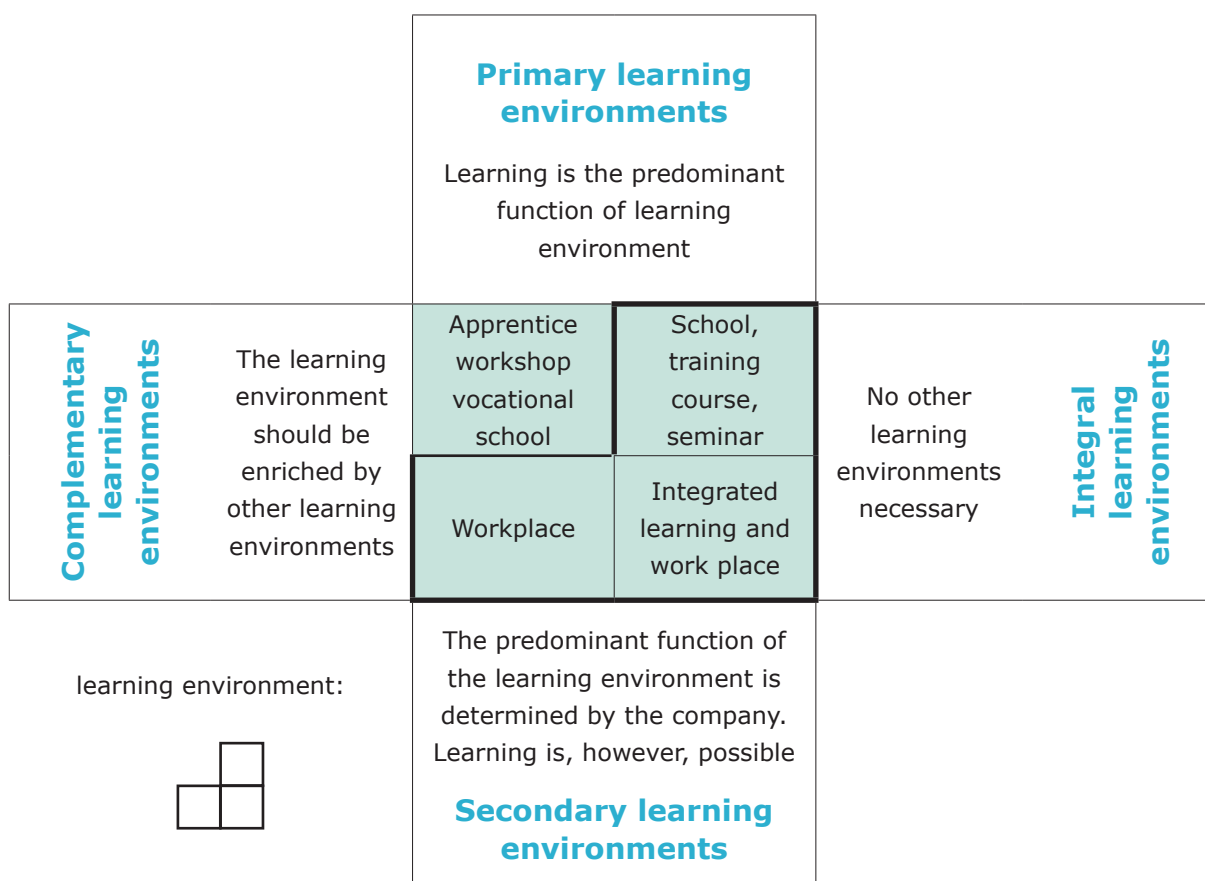 Primary learning
environments
Learning is the predominant
function of learning
environment
Complementary
learning
environments
The learning
environment
should be
enriched by
other learning
environments
Apprentice
workshop
vocational
school
School,
training
course,
seminar
Workplace
Integrated
learning and
work place
No other
learning
environments
necessary
Integral
learning
environments
learning environment:
The predominant function of
the learning environment is
determined by the company.
Learning is, however, possible
Secondary learning
environments